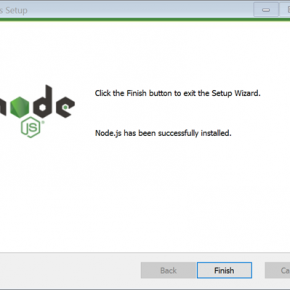 s Setup
Click the Finish button to exit the Setup Wizard.
node
JS
Node.js has been successfully installed.
Back
Finish
Ca